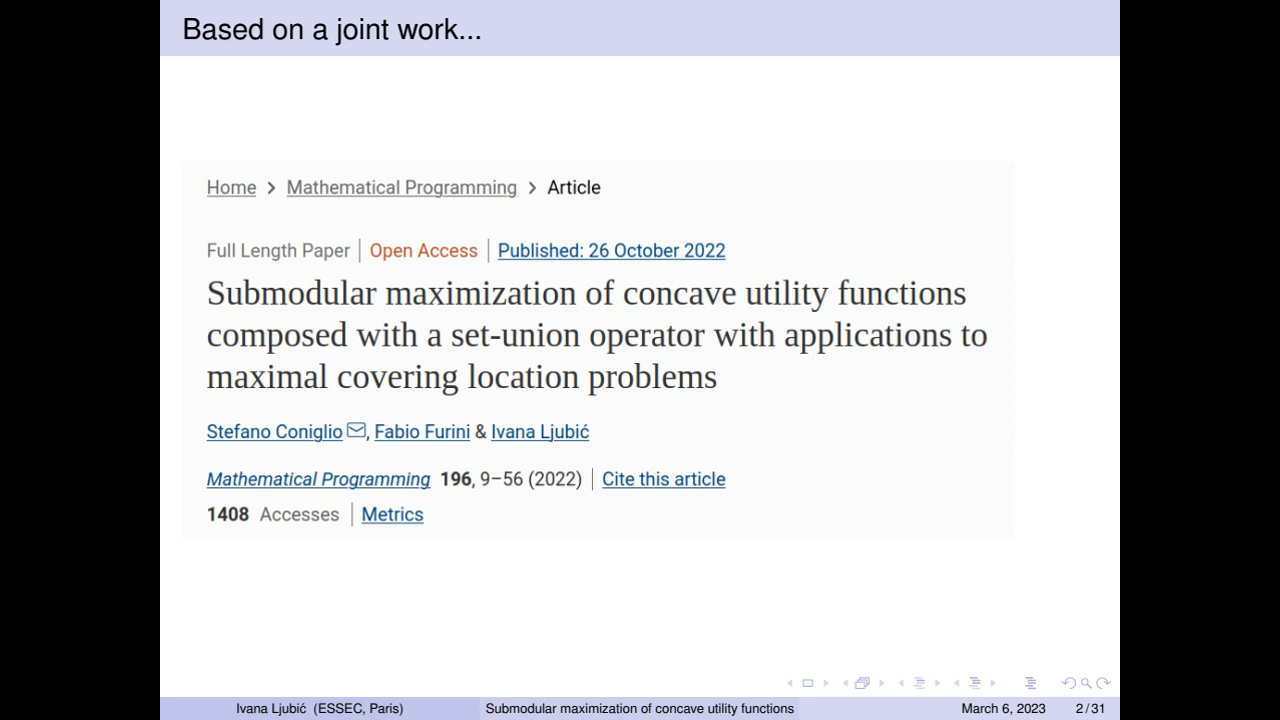 Based on a joint work...
Home > Mathematical Programming > Article
Full Length Paper | Open Access | Published: 26 October 2022
Submodular maximization of concave utility functions
composed with a set-union operator with applications to
maximal covering location problems
Stefano Coniglio, Fabio Furini & Ivana Ljubić
Mathematical Programming 196, 9–56 (2022) | Cite this article
1408 Accesses | Metrics
Ivana Ljubić (ESSEC, Paris) Submodular maximization of concave utility functions March 6, 2023 2 / 31